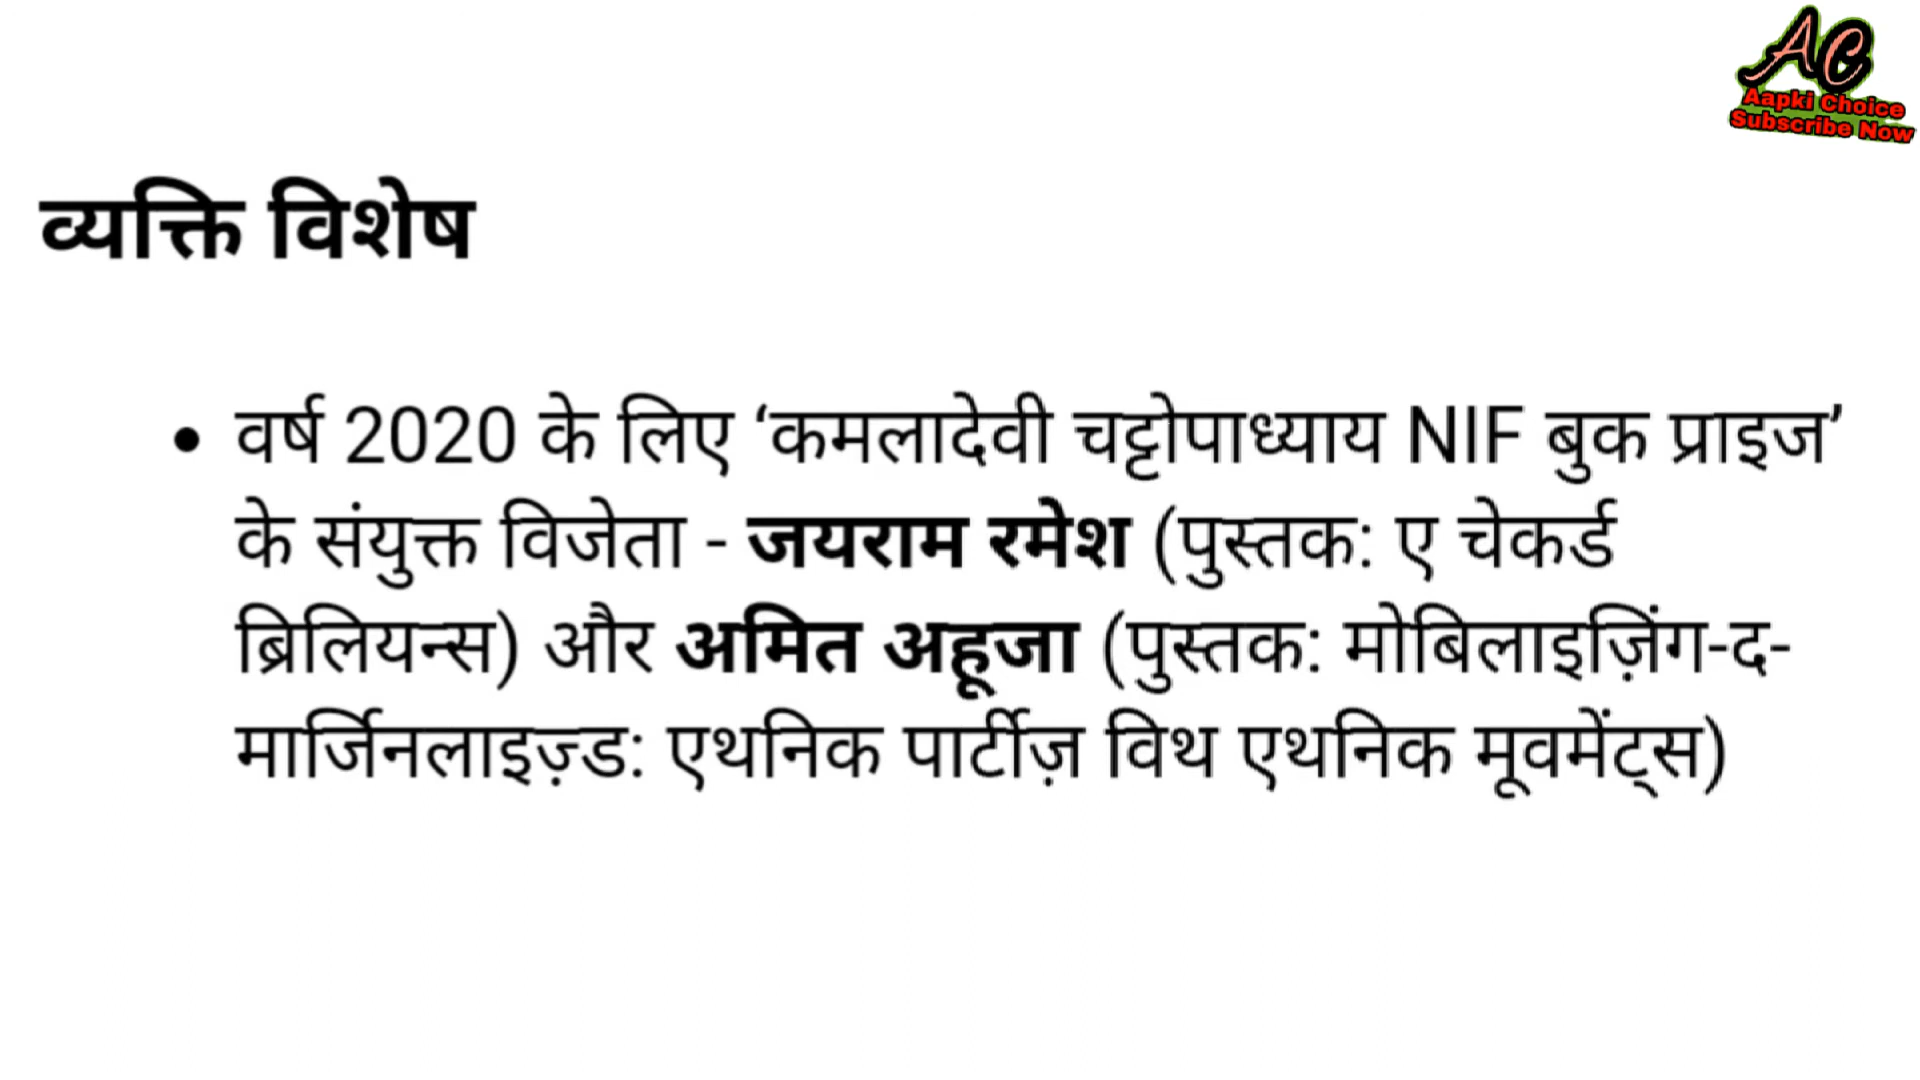 AC
Aapki Choice
Subscribe Now
व्यक्ति विशेष
• वर्ष 2020 के लिए ‘कमलादेवी चट्टोपाध्याय NIF बुक प्राइज’
के संयुक्त विजेता - जयराम रमेश (पुस्तक: ए चेकर्ड
ब्रिलियन्स) और अमित अहूजा (पुस्तक: मोबिलाइज़िंग-द-
मार्जिनलाइज़्ड: एथनिक पार्टीज़ विथ एथनिक मूवमेंट्स)